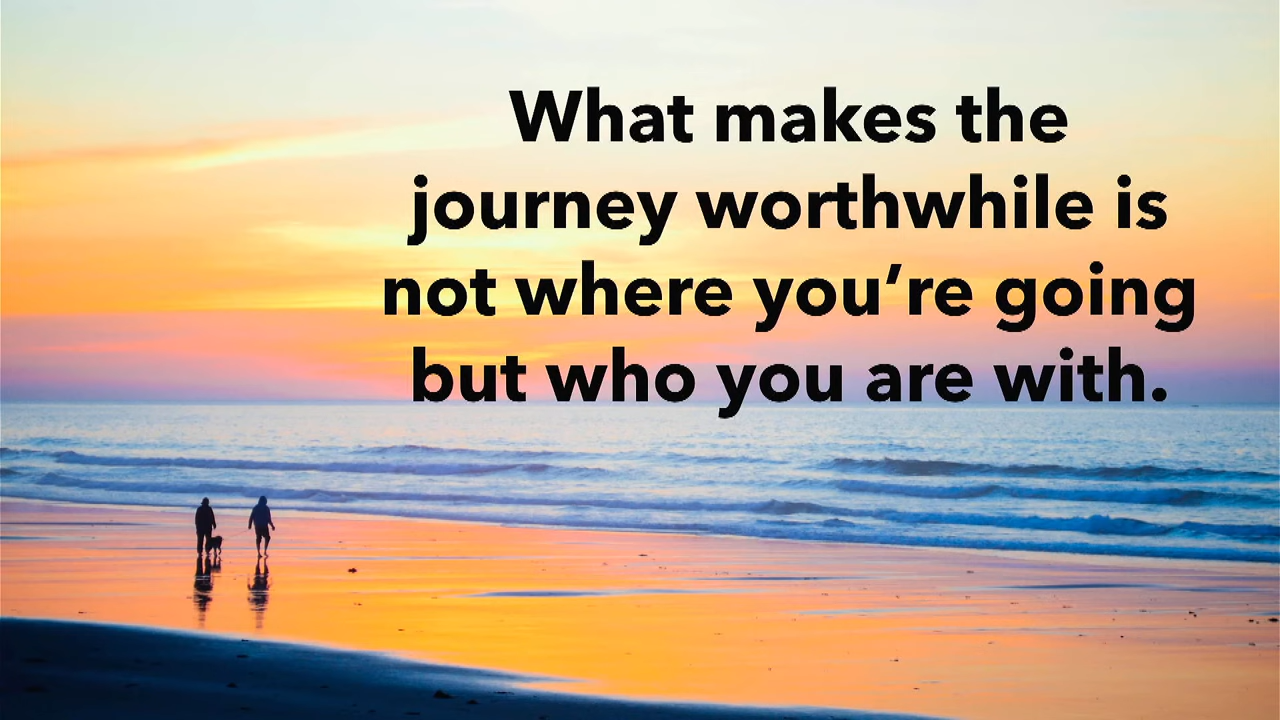 What makes the
journey worthwhile is
not where you’re going
but who you are with.